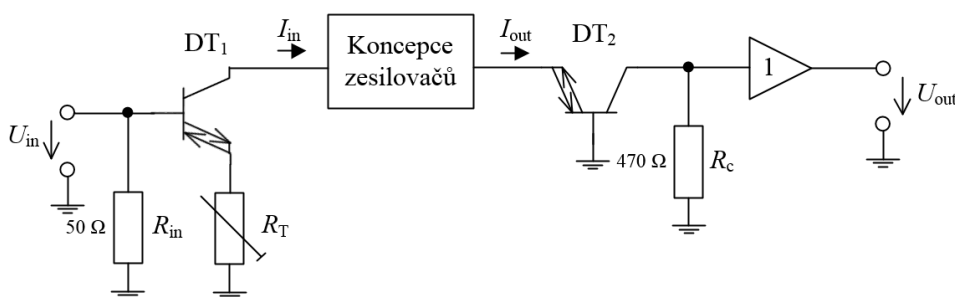 DT1
Iin
Koncepce
zesilovačů
Iout
DT2
1
Uin
Uout
50 Ω
Rin
RT
470 Ω
Rc